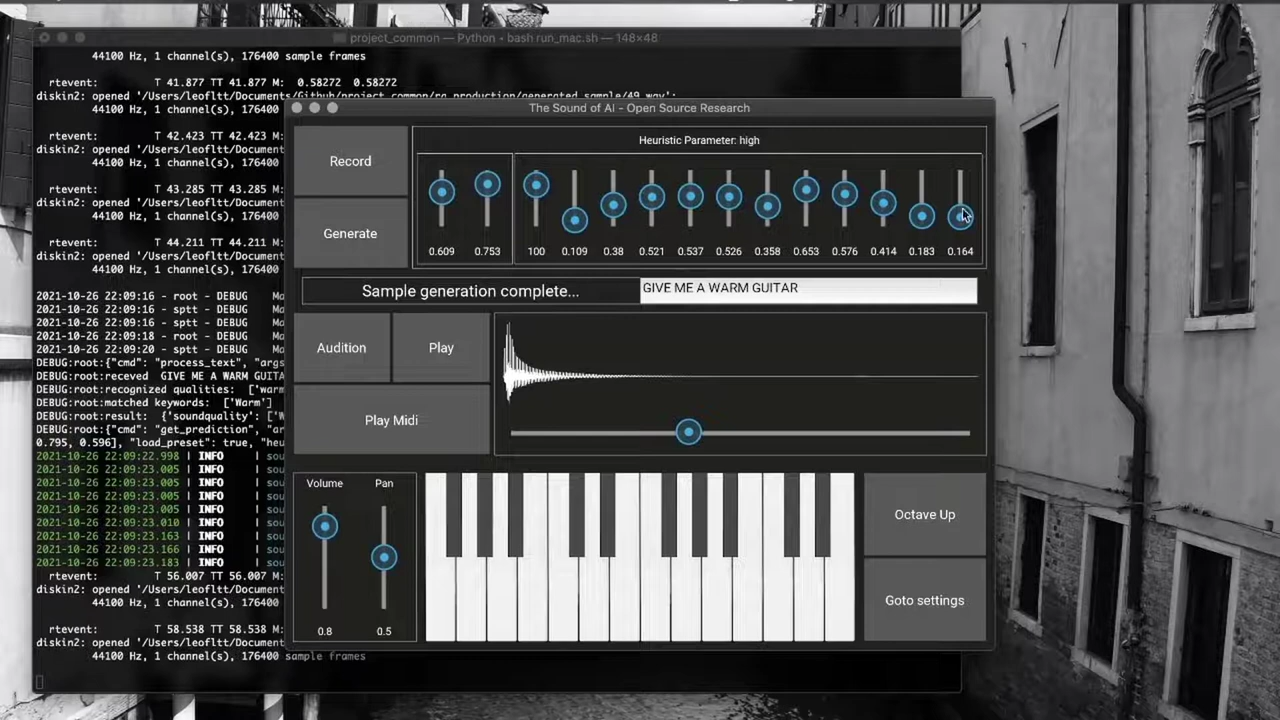 project_common — Python • bash run_mac.sh — 148×48
44100 Hz, 1 channel(s), 176400 sample frames
rtevent: T 41.877 TT 41.877 M: 0.58272 0.58272
diskin2: opened '/Users/leofltt/Documents/Github/project_common/rg_production/generated_sample/49.wav':
44100 Hz, 1 channel(s), 17
rtevent: T 42.423 TT 42.423 M:
diskin2: opened '/Users/leofltt/Document
44100 Hz, 1 channel(s), 17
rtevent: T 43.285 TT 43.285 M:
diskin2: opened '/Users/leofltt/Document
44100 Hz, 1 channel(s), 17
rtevent: T 44.211 TT 44.211 M:
diskin2: opened '/Users/leofltt/Document
44100 Hz, 1 channel(s), 17
2021-10-26 22:09:16 - root - DEBUG Ma
2021-10-26 22:09:16 - sptt - DEBUG
2021-10-26 22:09:16 - sptt - DEBUG
2021-10-26 22:09:18 - root - DEBUG Ma
2021-10-26 22:09:20 - sptt - DEBUG
DEBUG:root:{"cmd": "process_text", "args
DEBUG:root:receved GIVE ME A WARM GUITA
DEBUG:root:recognized qualities: ['warm
DEBUG:root:matched keywords: ['Warm']
DEBUG:root:result: {'soundquality': ['W
DEBUG:root:{"cmd": "get_prediction", "ar
0.795, 0.596], "load_preset": true, "heu
2021-10-26 22:09:22.998 | INFO | sou
2021-10-26 22:09:23.005 | INFO | sou
2021-10-26 22:09:23.005 | INFO | sou
2021-10-26 22:09:23.005 | INFO | sou
2021-10-26 22:09:23.005 | INFO | sou
2021-10-26 22:09:23.010 | INFO | sou
2021-10-26 22:09:23.163 | INFO | sou
2021-10-26 22:09:23.166 | INFO | sou
2021-10-26 22:09:23.183 | INFO | sou
rtevent: T 56.007 TT 56.007 M:
diskin2: opened '/Users/leofltt/Document
44100 Hz, 1 channel(s), 17
rtevent: T 58.538 TT 58.538 M:
diskin2: opened '/Users/leofltt/Document
44100 Hz, 1 channel(s), 176400 sample frames
The Sound of AI - Open Source Research
Record
Generate
Heuristic Parameter: high
0.609 0.753 100 0.109 0.38 0.521 0.537 0.526 0.358 0.653 0.576 0.414 0.183 0.164
Sample generation complete... GIVE ME A WARM GUITAR
Audition Play
Play Midi
Volume Pan
0.8 0.5
Octave Up
Goto settings